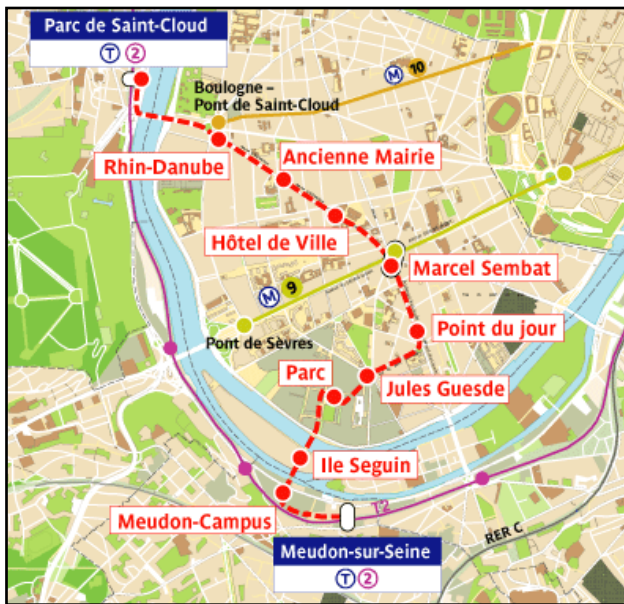 Parc de Saint-Cloud
T 2
M 10
Boulogne –
Pont de Saint-Cloud
Rhin-Danube
Ancienne Mairie
Hôtel de Ville
Marcel Sembat
M 9
Pont de Sèvres
Point du jour
Parc
Jules Guesde
Ile Seguin
Meudon-Campus
T2
RER C
Meudon-sur-Seine
T 2